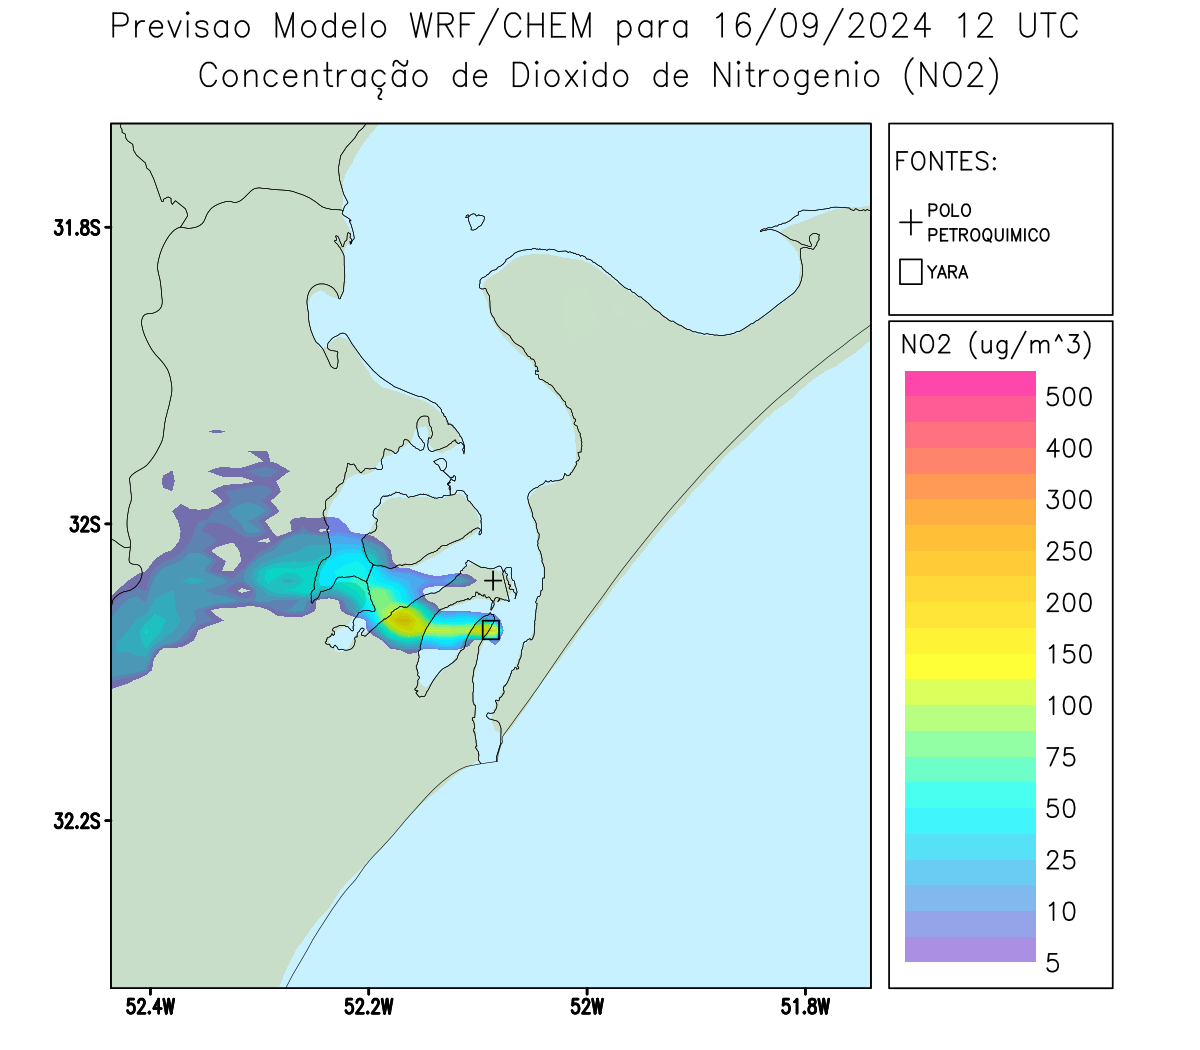 Previsao Modelo WRF/CHEM para 16/09/2024 12 UTC
Concentração de Dioxido de Nitrogenio (NO2)
FONTES:
POLO
PETROQUIMICO
YARA
NO2 (ug/m^3)
500
400
300
250
200
150
100
75
50
25
10
5
31.8S
32S
32.2S
52.4W
52.2W
52W
51.8W